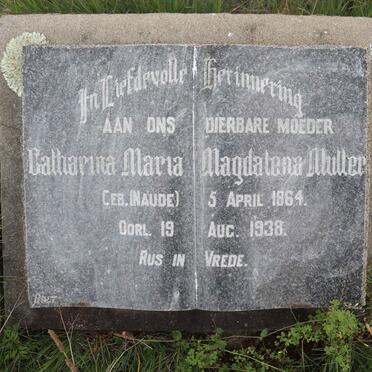 In Liefdevolle Herinnering
AAN ONS DIERBARE MOEDER
Catharina Maria Magdalena Muller
GEB. (NAUDE) 5 APRIL 1864.
OORL. 19 AUG. 1938.
RUS IN VREDE.